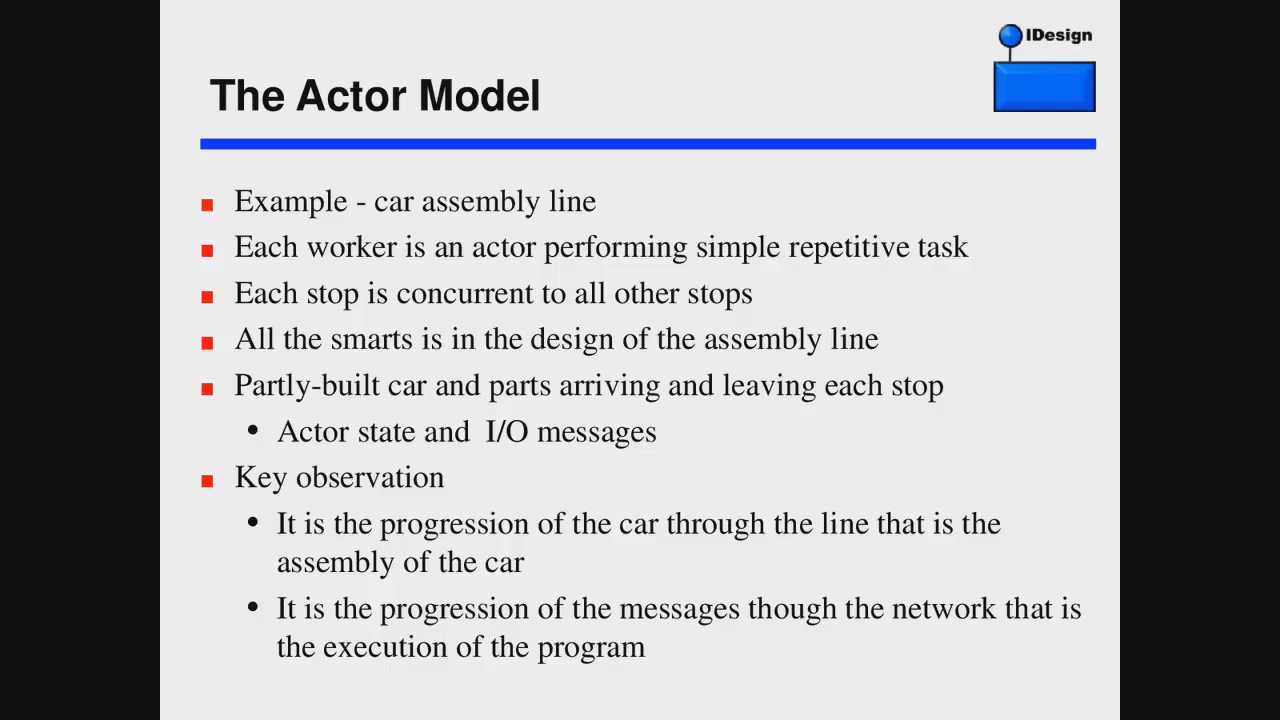 IDesign
The Actor Model
Example - car assembly line
Each worker is an actor performing simple repetitive task
Each stop is concurrent to all other stops
All the smarts is in the design of the assembly line
Partly-built car and parts arriving and leaving each stop
Actor state and  I/O messages
Key observation
It is the progression of the car through the line that is the
assembly of the car
It is the progression of the messages though the network that is
the execution of the program